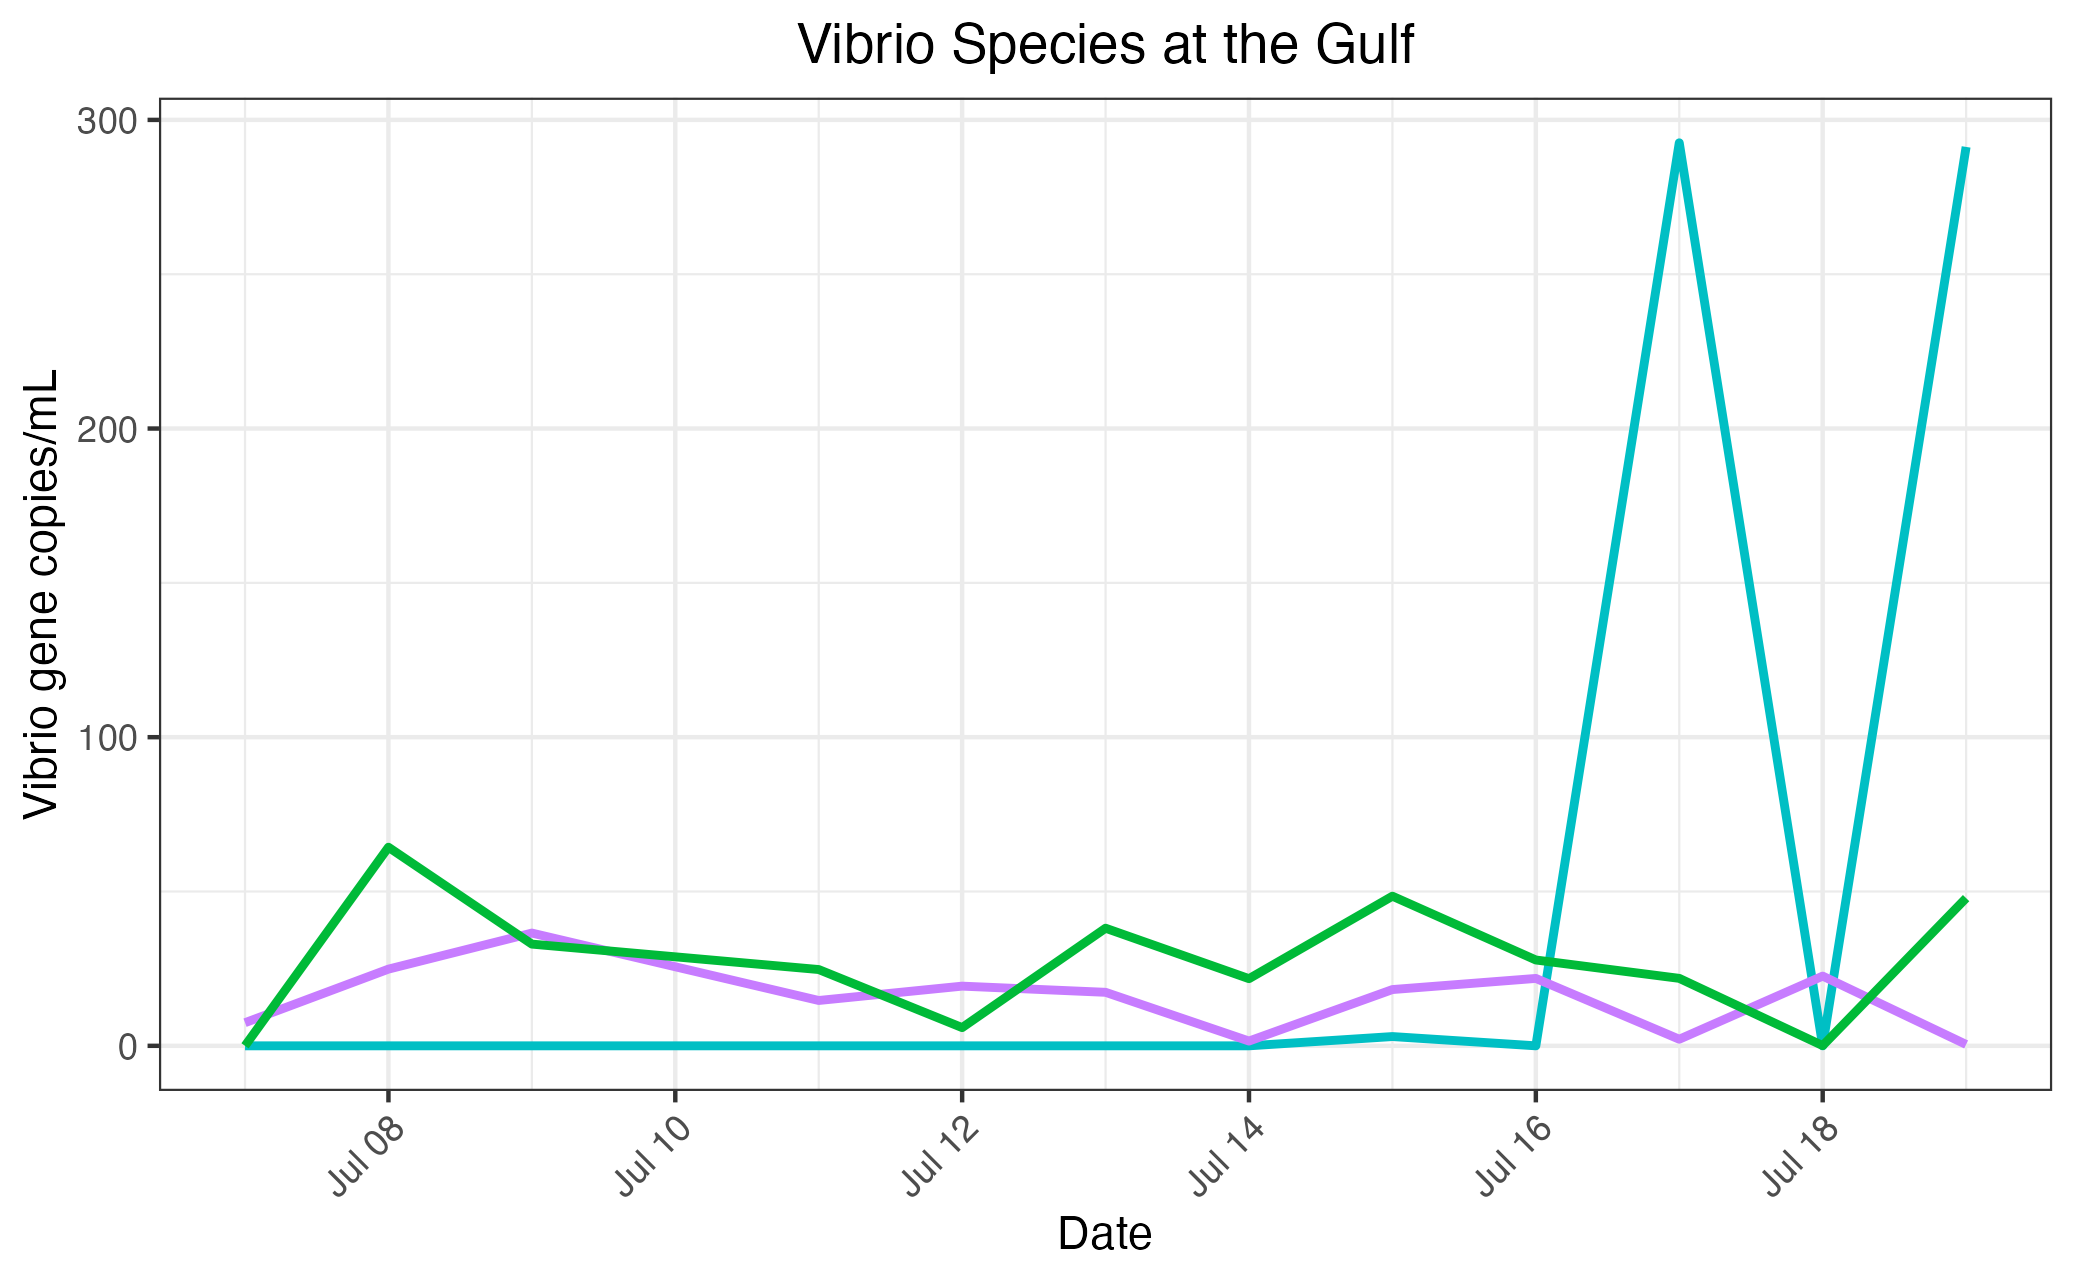 Vibrio Species at the Gulf
Vibrio gene copies/mL
300
200
100
0
Jul 08
Jul 10
Jul 12
Jul 14
Jul 16
Jul 18
Date